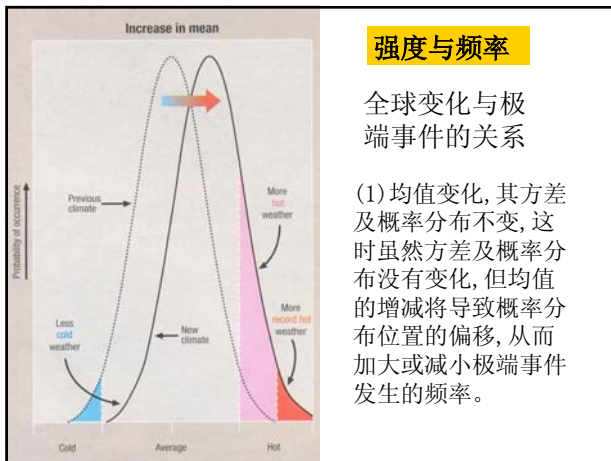 Increase in mean
Probability of occurrence
Previous
climate
More
hot
weather
Less
cold
weather
New
climate
More
record hot
weather
Cold
Average
Hot
强度与频率
全球变化与极
端事件的关系
(1)均值变化,其方差
及概率分布不变,这
时虽然方差及概率分
布没有变化,但均值
的增减将导致概率分
布位置的偏移,从而
加大或减小极端事件
发生的频率。